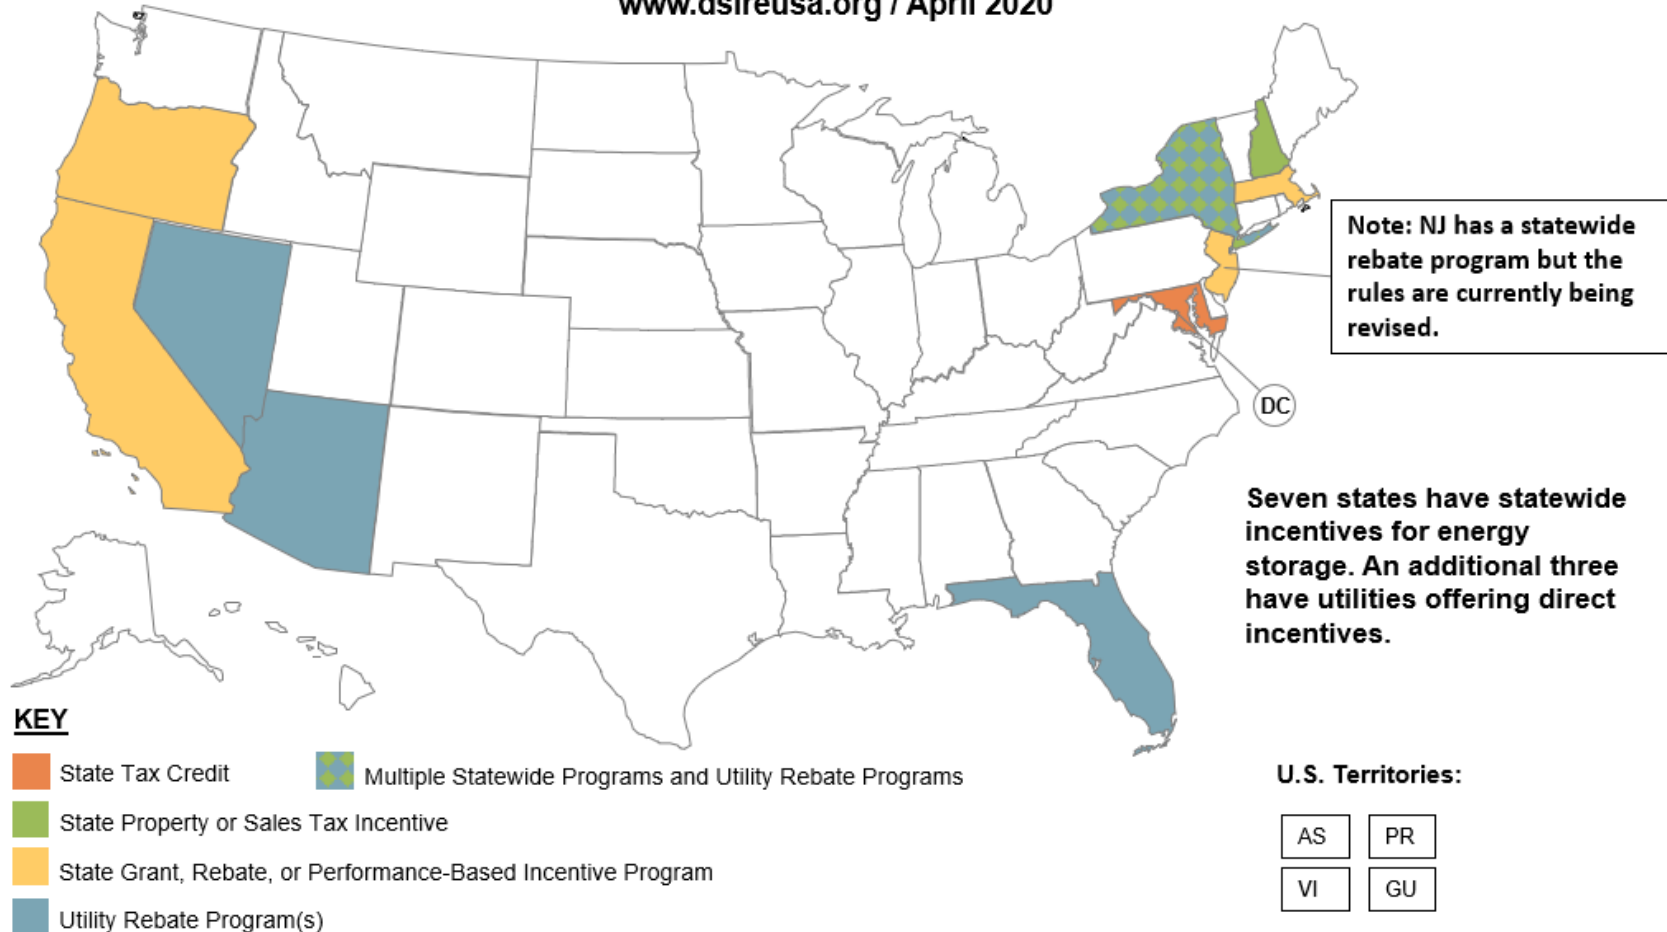 www.dsireusa.org / April 2020
Note: NJ has a statewide
rebate program but the
rules are currently being
revised.
DC
Seven states have statewide
incentives for energy
storage. An additional three
have utilities offering direct
incentives.
KEY
State Tax Credit
Multiple Statewide Programs and Utility Rebate Programs
State Property or Sales Tax Incentive
State Grant, Rebate, or Performance-Based Incentive Program
Utility Rebate Program(s)
U.S. Territories:
AS
PR
VI
GU